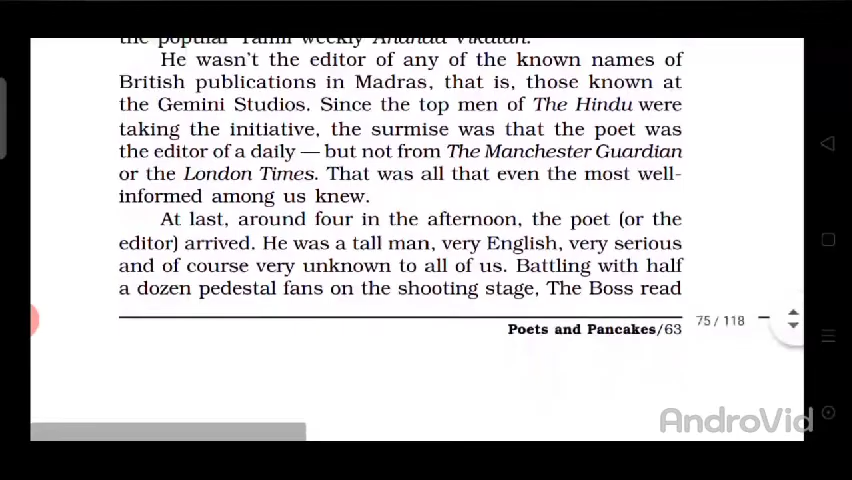 the popular Tamil weekly Ananda Vikatan.
He wasn't the editor of any of the known names of
British publications in Madras, that is, those known at
the Gemini Studios. Since the top men of The Hindu were
taking the initiative, the surmise was that the poet was
the editor of a daily — but not from The Manchester Guardian
or the London Times. That was all that even the most well-
informed among us knew.
At last, around four in the afternoon, the poet (or the
editor) arrived. He was a tall man, very English, very serious
and of course very unknown to all of us. Battling with half
a dozen pedestal fans on the shooting stage, The Boss read
Poets and Pancakes/63
75 / 118
AndroVid